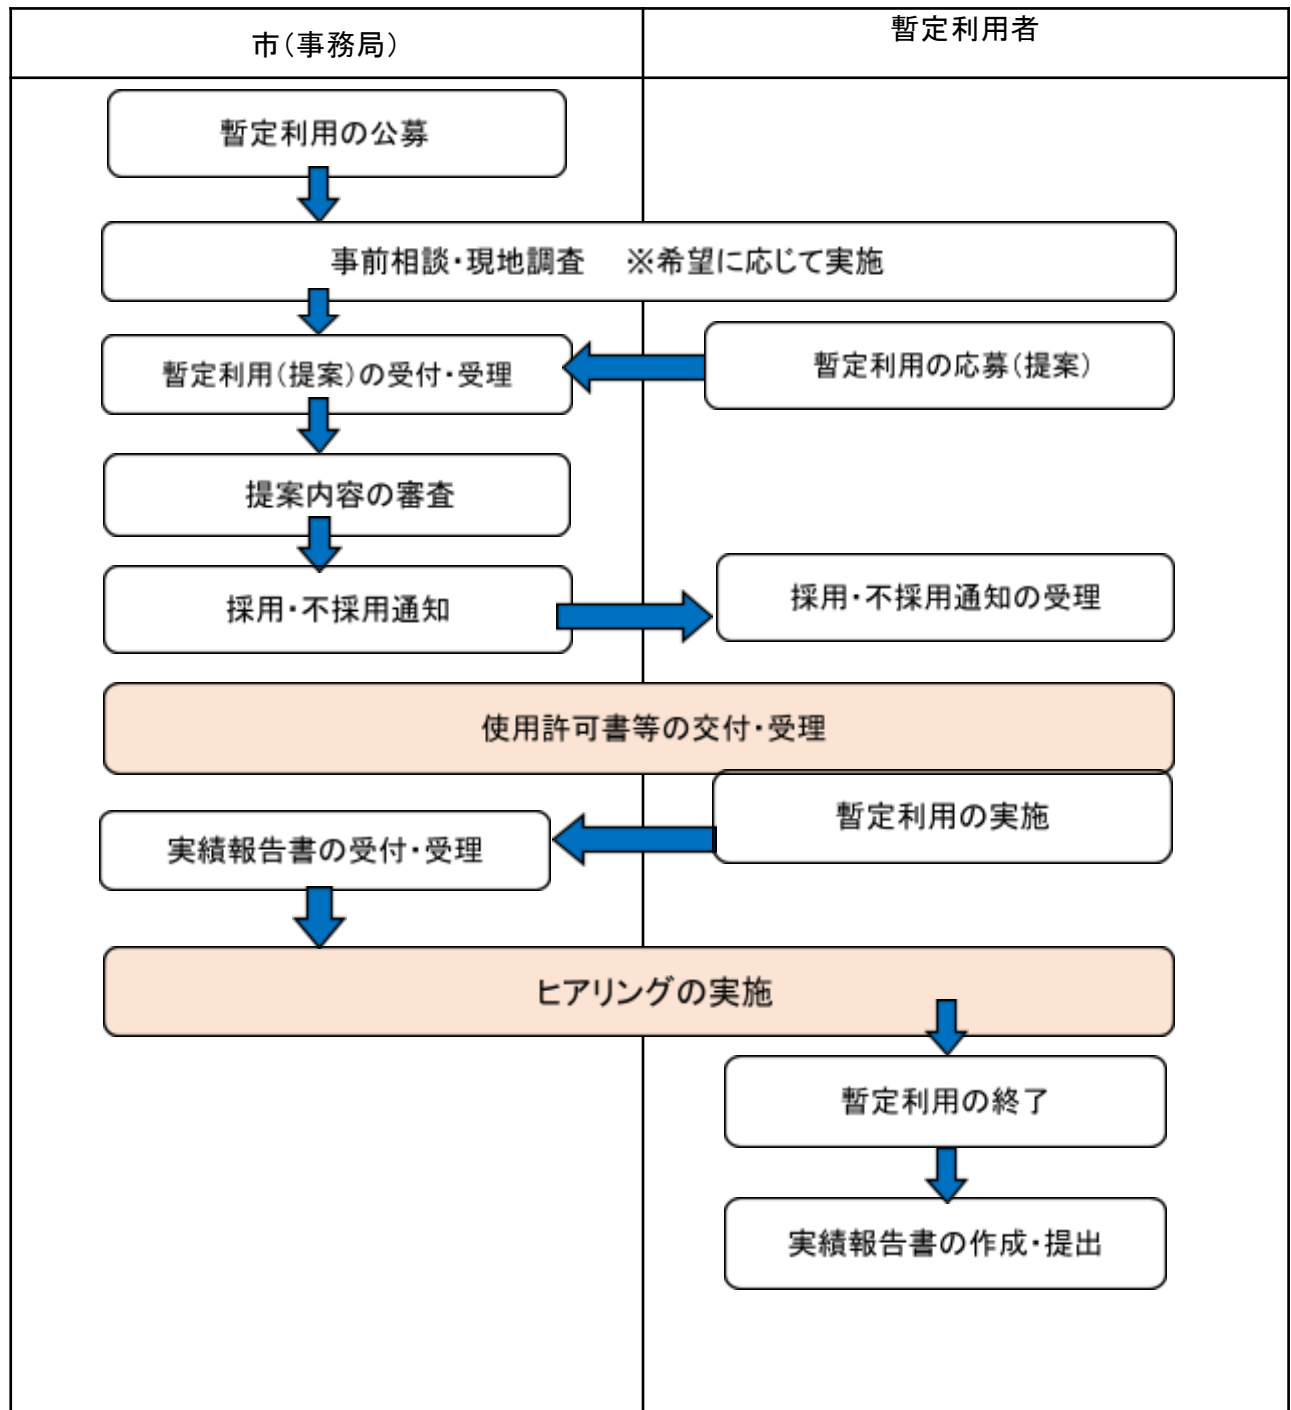 市(事務局)
暫定利用者
暫定利用の公募
事前相談・現地調査　※希望に応じて実施
暫定利用(提案)の受付・受理
暫定利用の応募(提案)
提案内容の審査
採用・不採用通知
採用・不採用通知の受理
使用許可書等の交付・受理
暫定利用の実施
実績報告書の受付・受理
ヒアリングの実施
暫定利用の終了
実績報告書の作成・提出